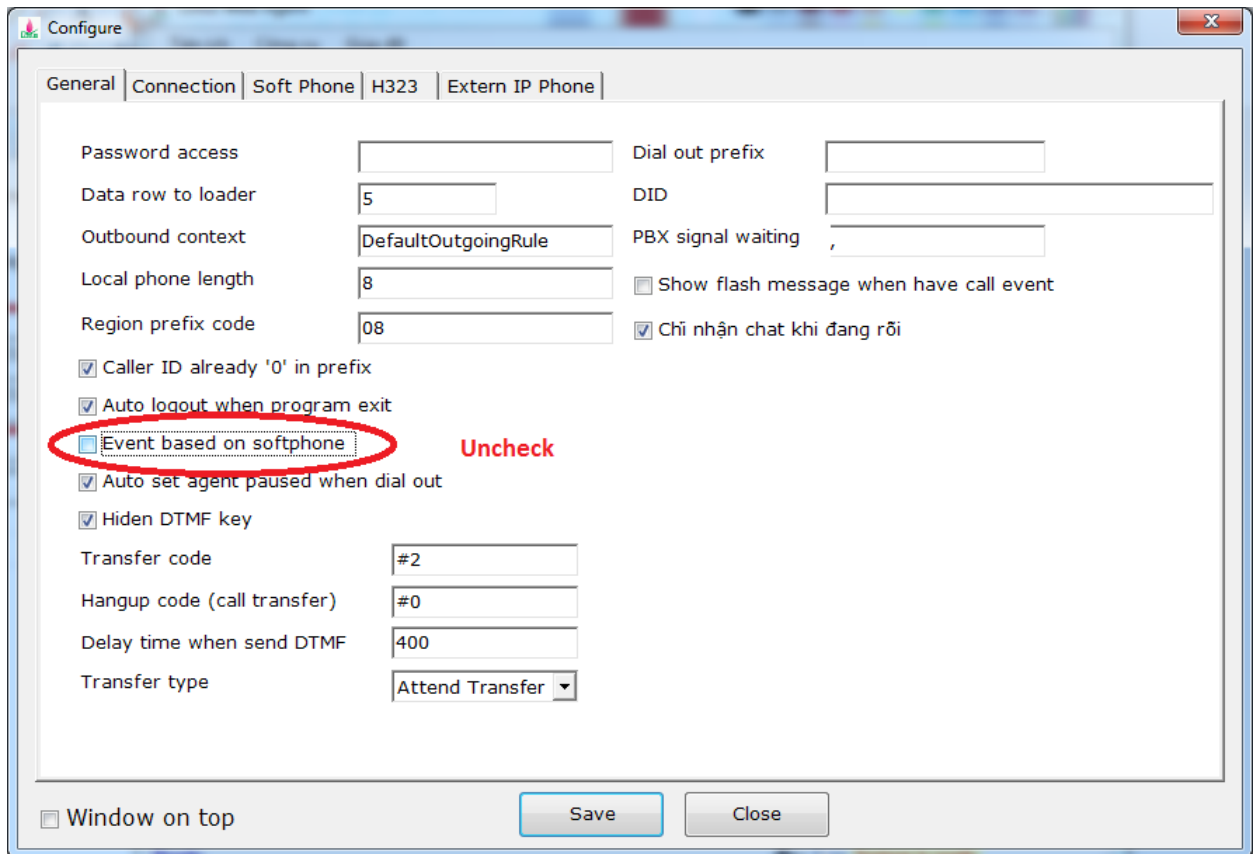 Configure
General Connection Soft Phone H323 Extern IP Phone
Password access
Dial out prefix
Data row to loader 5
DID
Outbound context DefaultOutgoingRule
PBX signal waiting ,
Local phone length 8
Show flash message when have call event
Region prefix code 08
Chỉ nhận chat khi đang rỗi
Caller ID already '0' in prefix
Auto logout when program exit
Event based on softphone
Uncheck
Auto set agent paused when dial out
Hiden DTMF key
Transfer code #2
Hangup code (call transfer) #0
Delay time when send DTMF 400
Transfer type Attend Transfer
Window on top
Save
Close